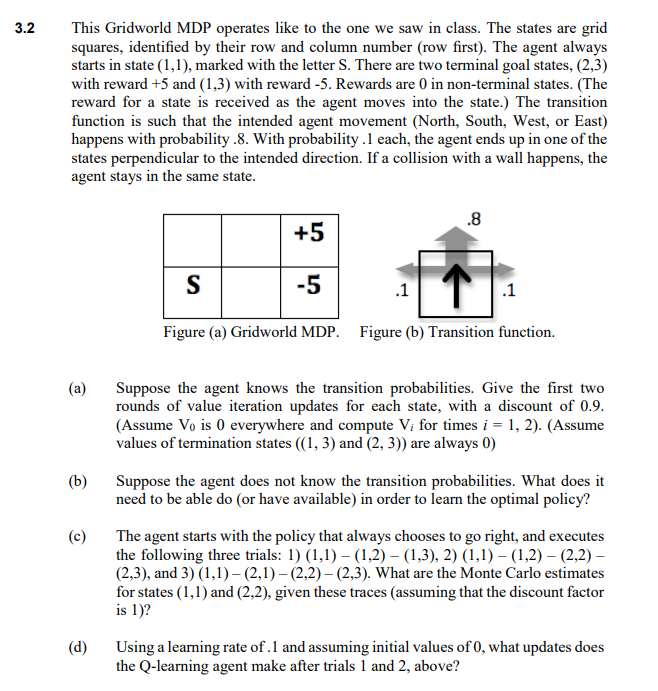 3.2 This Gridworld MDP operates like to the one we saw in class. The states are grid
squares, identified by their row and column number (row first). The agent always
starts in state (1,1), marked with the letter S. There are two terminal goal states, (2,3)
with reward +5 and (1,3) with reward -5. Rewards are 0 in non-terminal states. (The
reward for a state is received as the agent moves into the state.) The transition
function is such that the intended agent movement (North, South, West, or East)
happens with probability .8. With probability .1 each, the agent ends up in one of the
states perpendicular to the intended direction. If a collision with a wall happens, the
agent stays in the same state.
+5
S -5
.8
.1 .1
Figure (a) Gridworld MDP. Figure (b) Transition function.
(a) Suppose the agent knows the transition probabilities. Give the first two
rounds of value iteration updates for each state, with a discount of 0.9.
(Assume V₀ is 0 everywhere and compute Vᵢ for times i = 1, 2). (Assume
values of termination states ((1, 3) and (2, 3)) are always 0)
(b) Suppose the agent does not know the transition probabilities. What does it
need to be able do (or have available) in order to learn the optimal policy?
(c) The agent starts with the policy that always chooses to go right, and executes
the following three trials: 1) (1,1) – (1,2) – (1,3), 2) (1,1) – (1,2) – (2,2) –
(2,3), and 3) (1,1) – (2,1) – (2,2) – (2,3). What are the Monte Carlo estimates
for states (1,1) and (2,2), given these traces (assuming that the discount factor
is 1)?
(d) Using a learning rate of .1 and assuming initial values of 0, what updates does
the Q-learning agent make after trials 1 and 2, above?